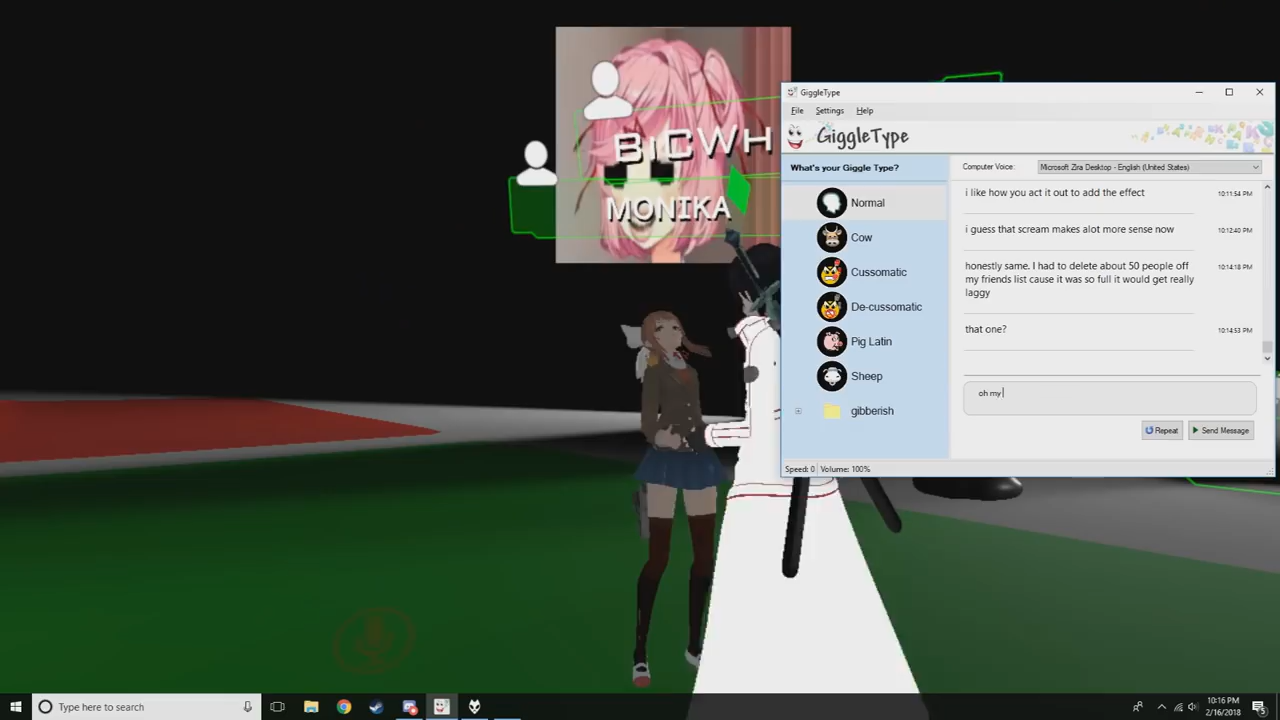 BiCWH
MONIKA
GiggleType
File Settings Help
GiggleType
What's your Giggle Type?
Computer Voice: Microsoft Zira Desktop - English (United States)
Normal
Cow
Cussomatic
De-cussomatic
Pig Latin
Sheep
gibberish
i like how you act it out to add the effect 10:11:54 PM
i guess that scream makes alot more sense now 10:12:40 PM
honestly same. I had to delete about 50 people off 10:14:18 PM
my friends list cause it was so full it would get really
laggy
that one? 10:14:53 PM
oh my
Repeat Send Message
Speed: 0 Volume: 100%
Type here to search
10:16 PM
2/16/2018
5